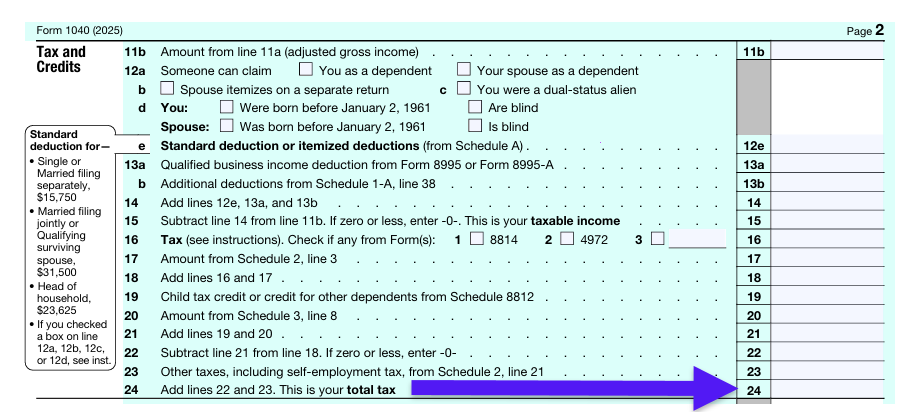 Form 1040 (2025) Page 2
Tax and Credits
11b Amount from line 11a (adjusted gross income) . . . . . . . . . . . . . . 11b
12a Someone can claim You as a dependent Your spouse as a dependent
b Spouse itemizes on a separate return c You were a dual-status alien
d You: Were born before January 2, 1961 Are blind
Spouse: Was born before January 2, 1961 Is blind
Standard deduction for—
• Single or Married filing separately, $15,750
• Married filing jointly or Qualifying surviving spouse, $31,500
• Head of household, $23,625
• If you checked a box on line 12a, 12b, 12c, or 12d, see inst.
e Standard deduction or itemized deductions (from Schedule A) . . . . . . . . . 12e
13a Qualified business income deduction from Form 8995 or Form 8995-A . . . . . . . . 13a
b Additional deductions from Schedule 1-A, line 38 . . . . . . . . . . . . . 13b
14 Add lines 12e, 13a, and 13b . . . . . . . . . . . . . . . . . . 14
15 Subtract line 14 from line 11b. If zero or less, enter -0-. This is your taxable income . . . . . 15
16 Tax (see instructions). Check if any from Form(s): 1 8814 2 4972 3 16
17 Amount from Schedule 2, line 3 . . . . . . . . . . . . . . . . . 17
18 Add lines 16 and 17 . . . . . . . . . . . . . . . . . . . . 18
19 Child tax credit or credit for other dependents from Schedule 8812 . . . . . . . . . 19
20 Amount from Schedule 3, line 8 . . . . . . . . . . . . . . . . . 20
21 Add lines 19 and 20 . . . . . . . . . . . . . . . . . . . . 21
22 Subtract line 21 from line 18. If zero or less, enter -0- . . . . . . . . . . . . 22
23 Other taxes, including self-employment tax, from Schedule 2, line 21 . . . . . . . . 23
24 Add lines 22 and 23. This is your total tax 24